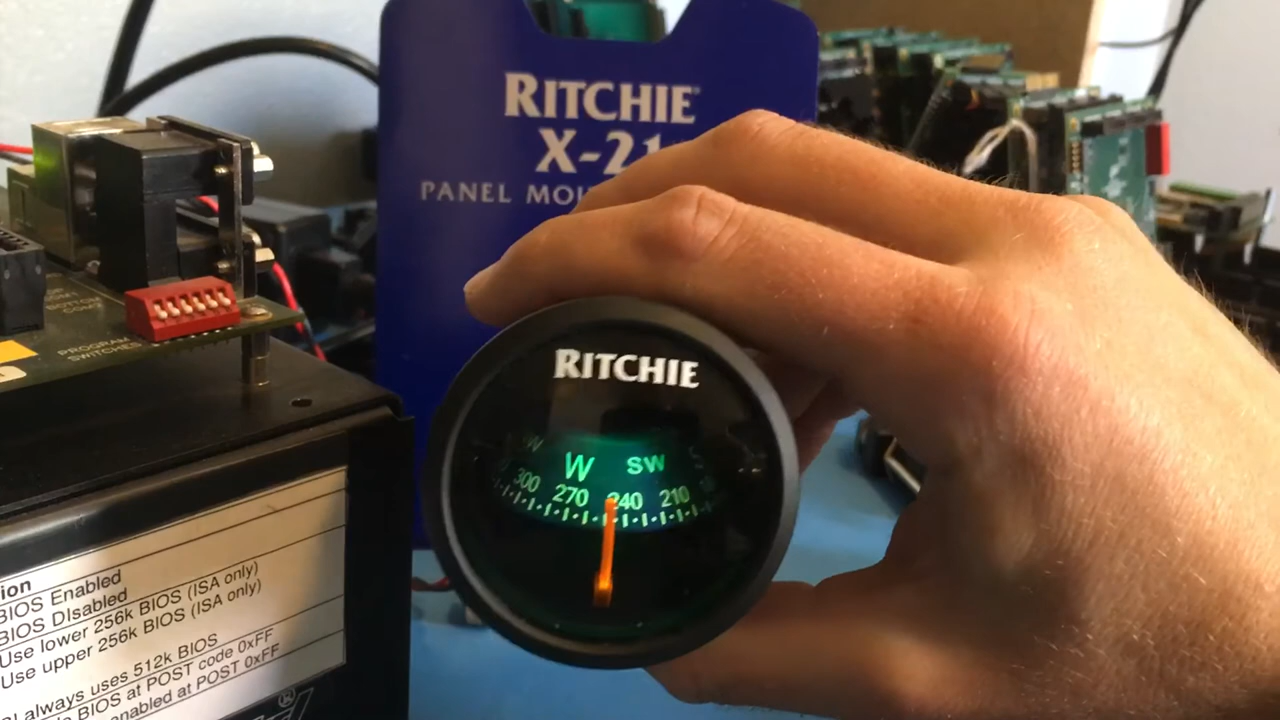 RITCHIE®
X-21
PANEL MOU
RITCHIE
W SW
300 270 240 210
BOTTOM
PROGRAM
SWITCHES
ion
BIOS Enabled
BIOS DIsabled
Use lower 256k BIOS (ISA only)
Use upper 256k BIOS (ISA only)
always uses 512k BIOS
BIOS at POST code 0xFF
enabled at POST 0xFF
®